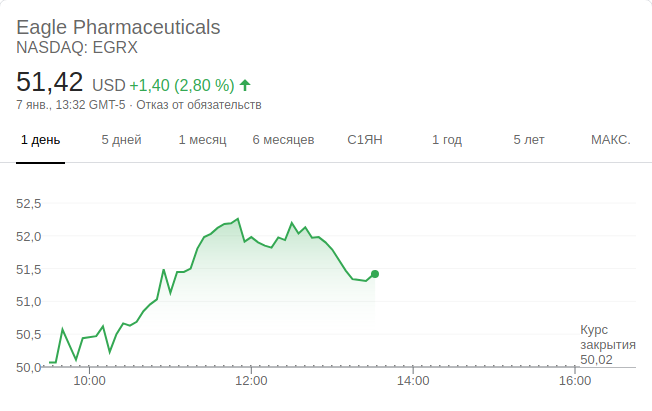 Eagle Pharmaceuticals
NASDAQ: EGRX
51,42 USD +1,40 (2,80 %)
7 янв., 13:32 GMT-5 · Отказ от обязательств
1 день 5 дней 1 месяц 6 месяцев С1ЯН 1 год 5 лет МАКС.
52,5
52,0
51,5
51,0
50,5
50,0
Курс
закрытия
50,02
10:00 12:00 14:00 16:00